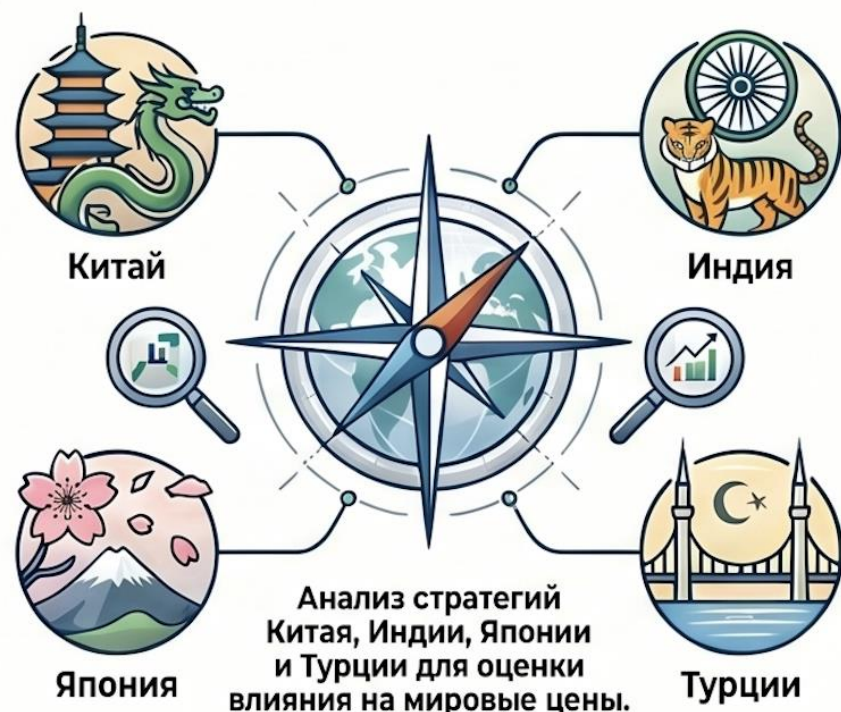 Китай
Индия
Япония
Турции
Анализ стратегий
Китая, Индии, Японии
и Турции для оценки
влияния на мировые цены.